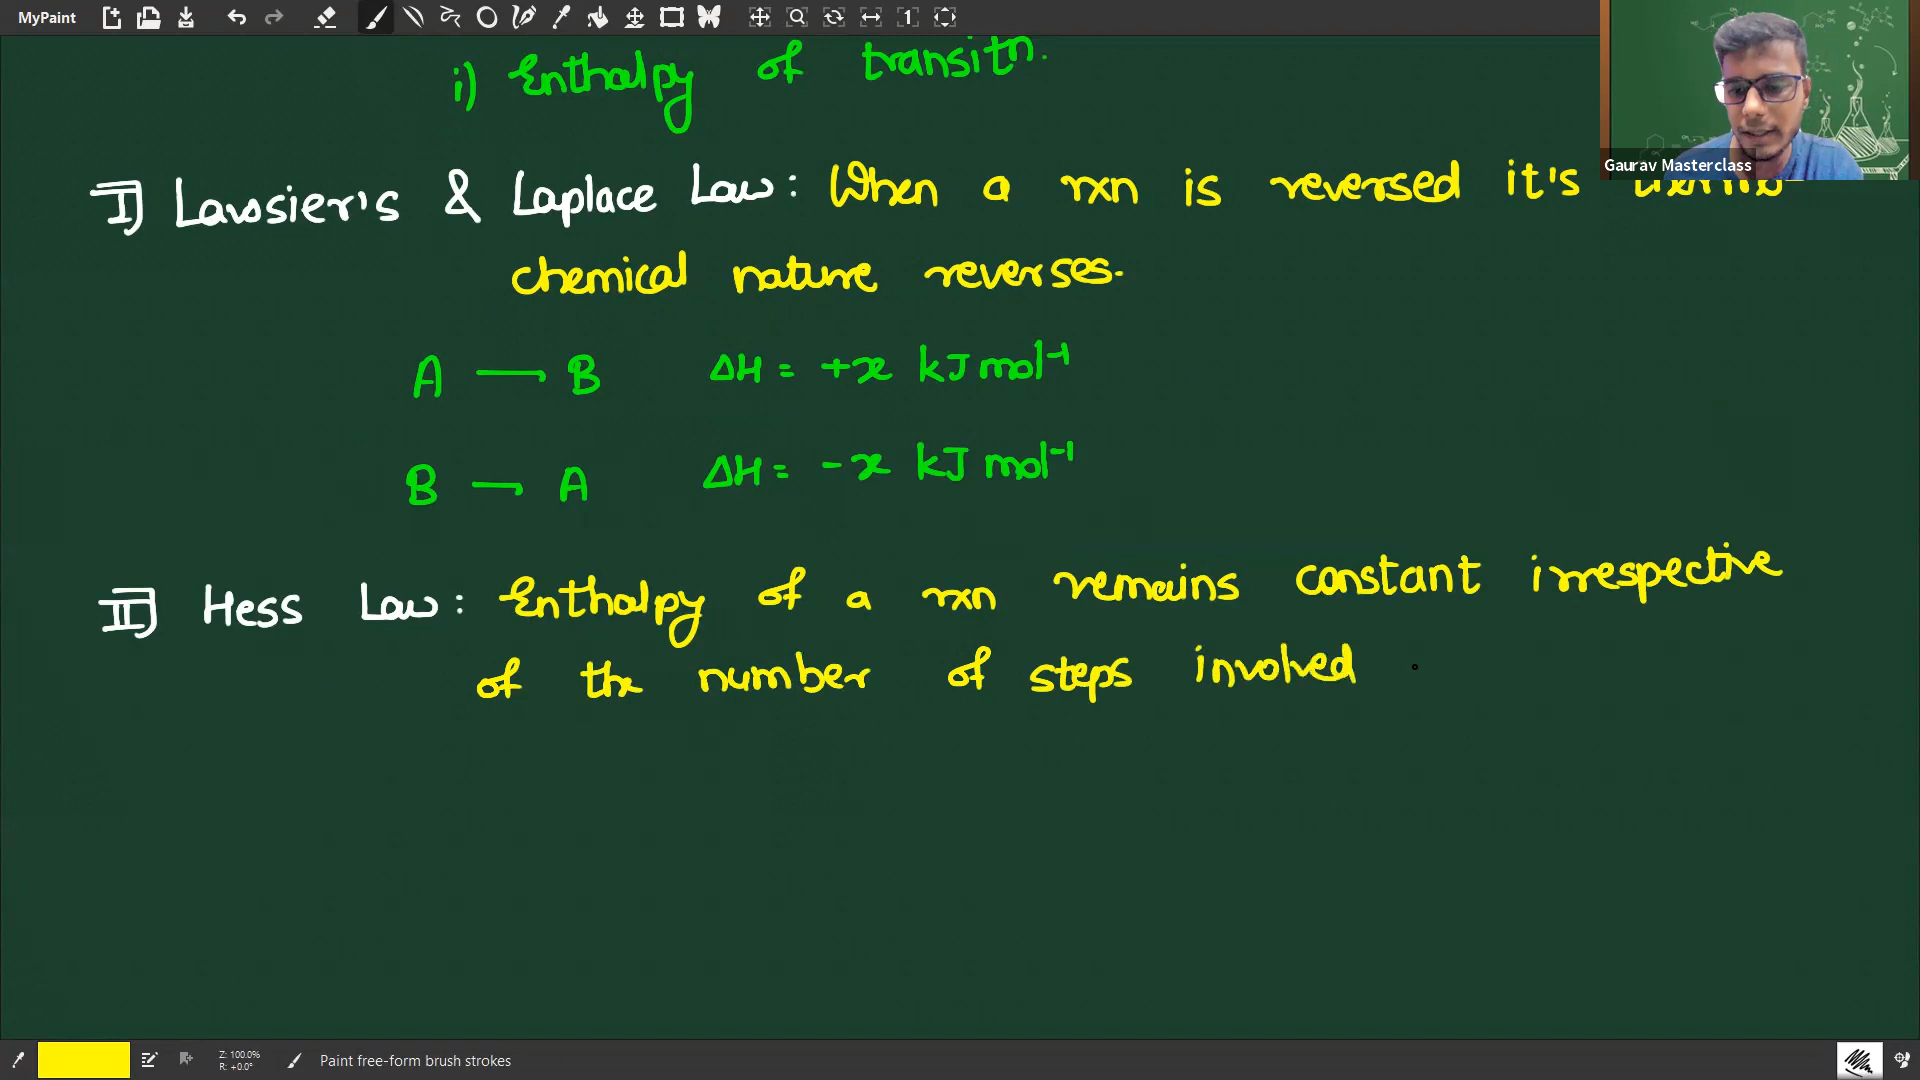 MyPaint
i) Enthalpy of transitn.
Gaurav Masterclass
I) Lavosier's & Laplace Law: When a rxn is reversed it's
chemical nature reverses.
A — B ΔH = +x kJ mol⁻¹
B — A ΔH = -x kJ mol⁻¹
II) Hess Law: Enthalpy of a rxn remains constant irrespective
of the number of steps involved
Z: 100.0%
R: +0.0°
Paint free-form brush strokes